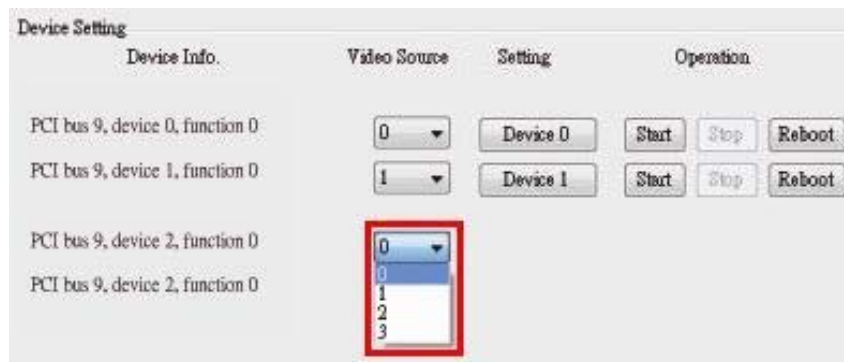 Device Setting
Device Info. Video Source Setting Operation
PCI bus 9, device 0, function 0 0 Device 0 Start Stop Reboot
PCI bus 9, device 1, function 0 1 Device 1 Start Stop Reboot
PCI bus 9, device 2, function 0 0
0
PCI bus 9, device 2, function 0 1
2
3